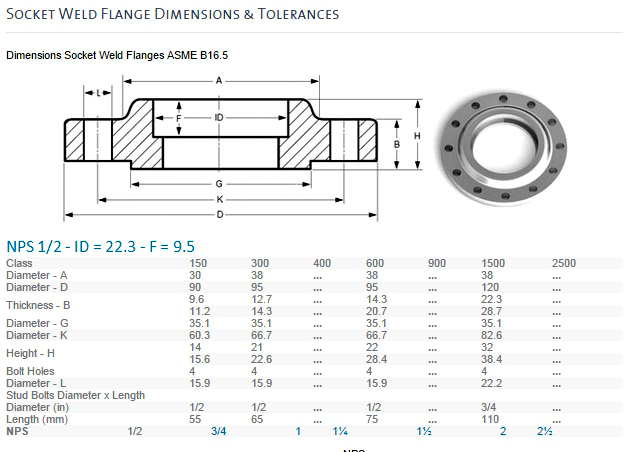 Socket Weld Flange Dimensions & Tolerances
Dimensions Socket Weld Flanges ASME B16.5
A
L
F ID
H
B
G
K
D
NPS 1/2 - ID = 22.3 - F = 9.5
Class 150 300 400 600 900 1500 2500
Diameter - A 30 38 ... 38 ... 38 ...
Diameter - D 90 95 ... 95 ... 120 ...
Thickness - B 9.6 12.7 ... 14.3 ... 22.3 ...
11.2 14.3 20.7 28.7
Diameter - G 35.1 35.1 ... 35.1 ... 35.1 ...
Diameter - K 60.3 66.7 ... 66.7 ... 82.6 ...
Height - H 14 21 ... 22 ... 32 ...
15.6 22.6 28.4 38.4
Bolt Holes 4 4 ... 4 ... 4 ...
Diameter - L 15.9 15.9 ... 15.9 ... 22.2 ...
Stud Bolts Diameter x Length
Diameter (in) 1/2 1/2 ... 1/2 ... 3/4 ...
Length (mm) 55 65 ... 75 ... 110 ...
NPS 1/2 3/4 1 1¼ 1½ 2 2½